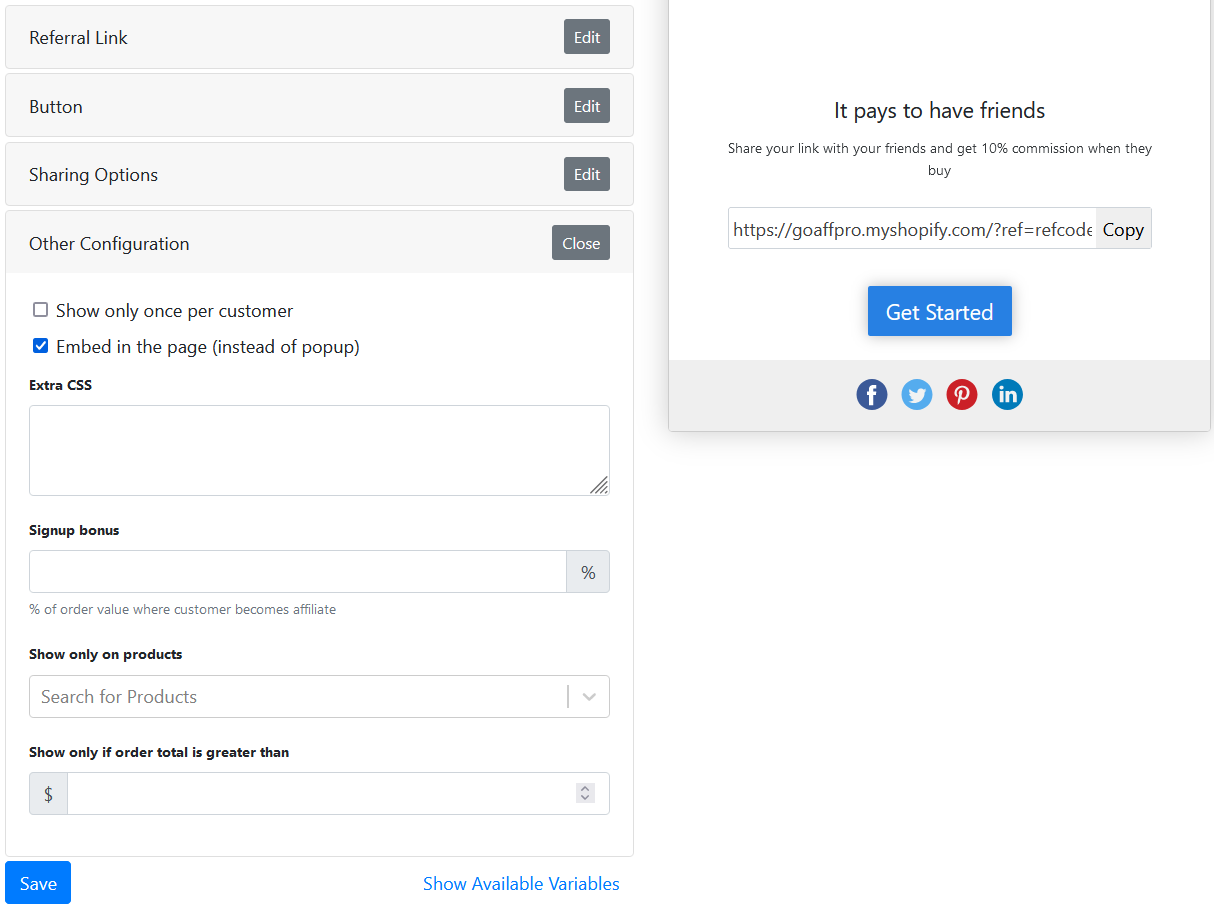 Referral Link
Edit
Button
Edit
Sharing Options
Edit
Other Configuration
Close
Show only once per customer
Embed in the page (instead of popup)
Extra CSS
Signup bonus
%
% of order value where customer becomes affiliate
Show only on products
Search for Products
Show only if order total is greater than
$
Save
Show Available Variables
It pays to have friends
Share your link with your friends and get 10% commission when they
buy
https://goaffpro.myshopify.com/?ref=refcode
Copy
Get Started